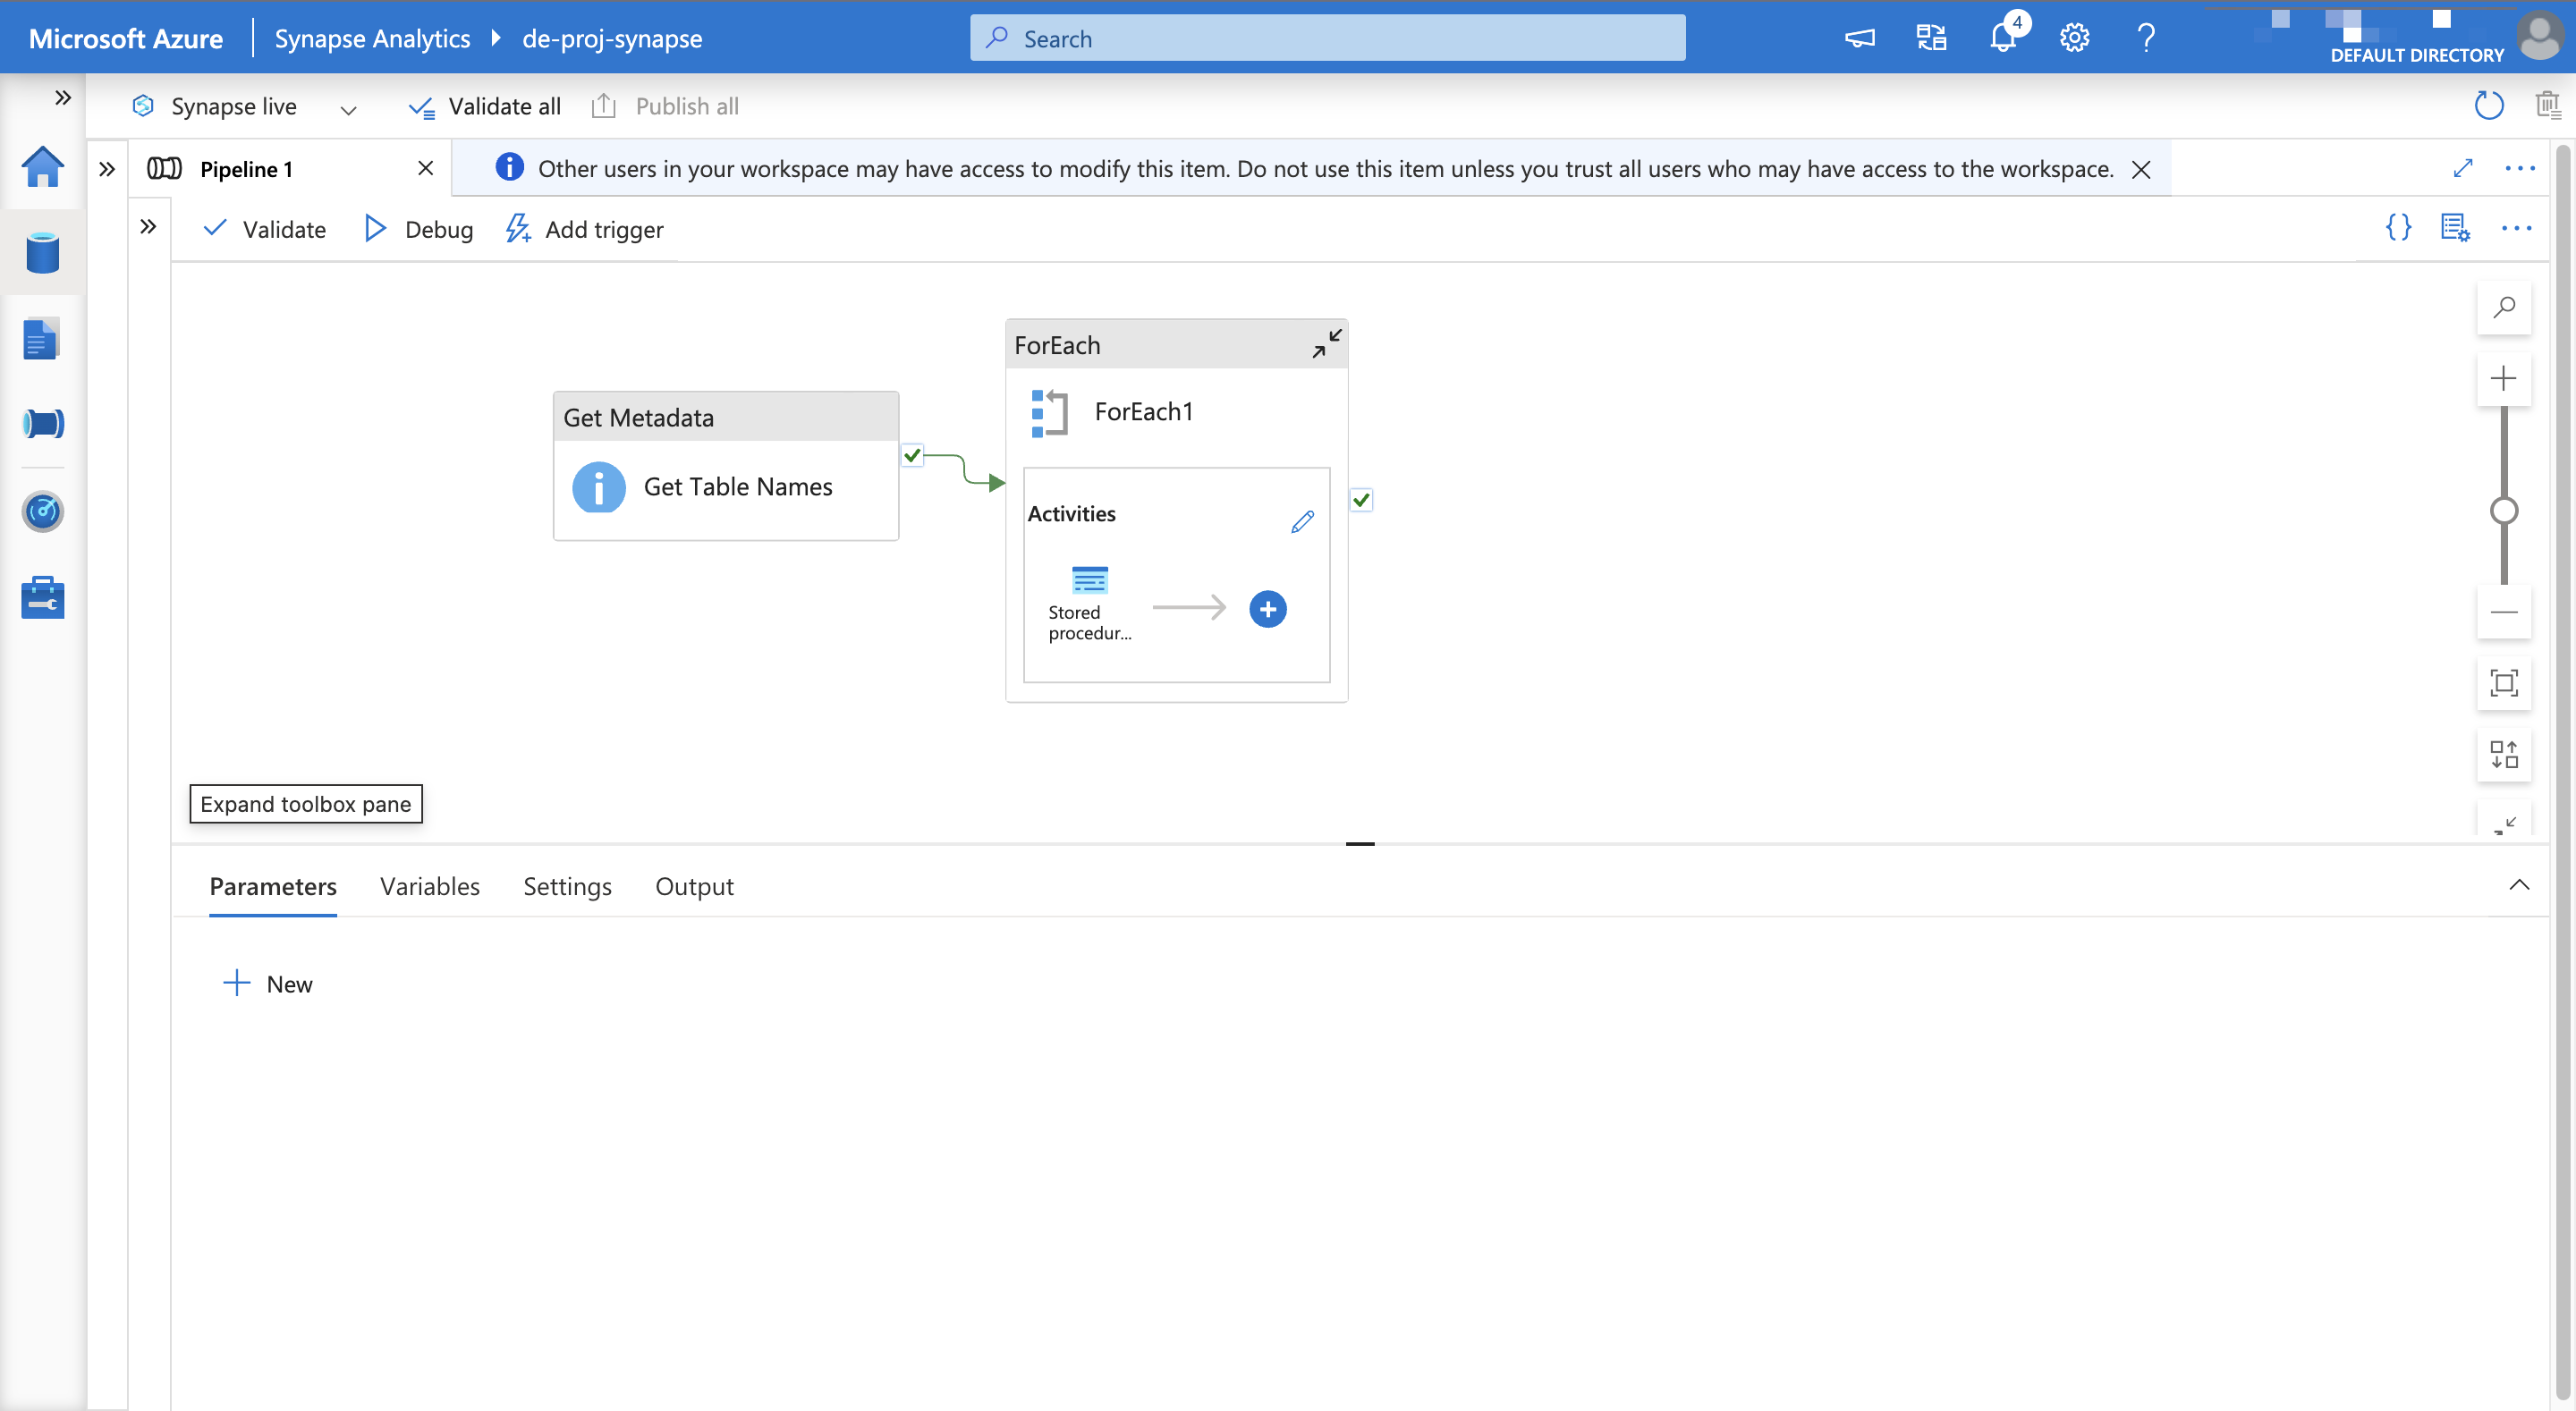 Microsoft Azure
Synapse Analytics
de-proj-synapse
Search
4
DEFAULT DIRECTORY
Synapse live
Validate all
Publish all
Pipeline 1
Other users in your workspace may have access to modify this item. Do not use this item unless you trust all users who may have access to the workspace.
Validate
Debug
Add trigger
ForEach
ForEach1
Get Metadata
Get Table Names
Activities
Stored
procedur...
Expand toolbox pane
Parameters
Variables
Settings
Output
New